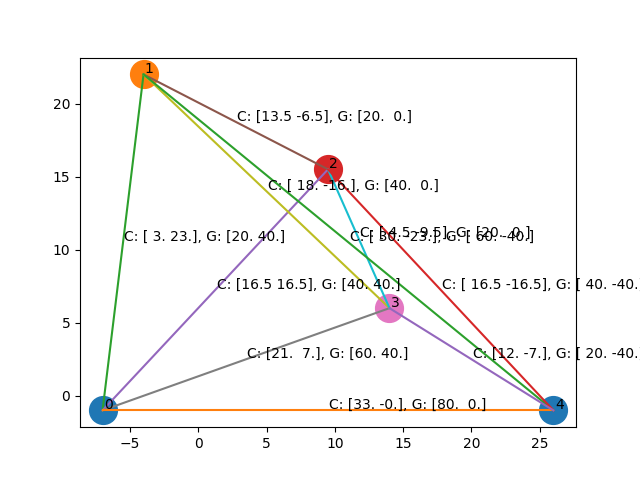 1
C: [13.5 -6.5], G: [20.  0.]
2
C: [ 18. -16.], G: [40.  0.]
C: [ 4.5 -9.5], G: [20.  0.]
C: [ 3. 23.], G: [20. 40.]
C: [ 30. -23.], G: [ 60. -40.]
C: [16.5 16.5], G: [40. 40.]
C: [ 16.5 -16.5], G: [ 40. -40.
3
C: [21.  7.], G: [60. 40.]
C: [12. -7.], G: [ 20. -40.
0
C: [33. -0.], G: [80.  0.]
4
20
15
10
5
0
−5
0
5
10
15
20
25